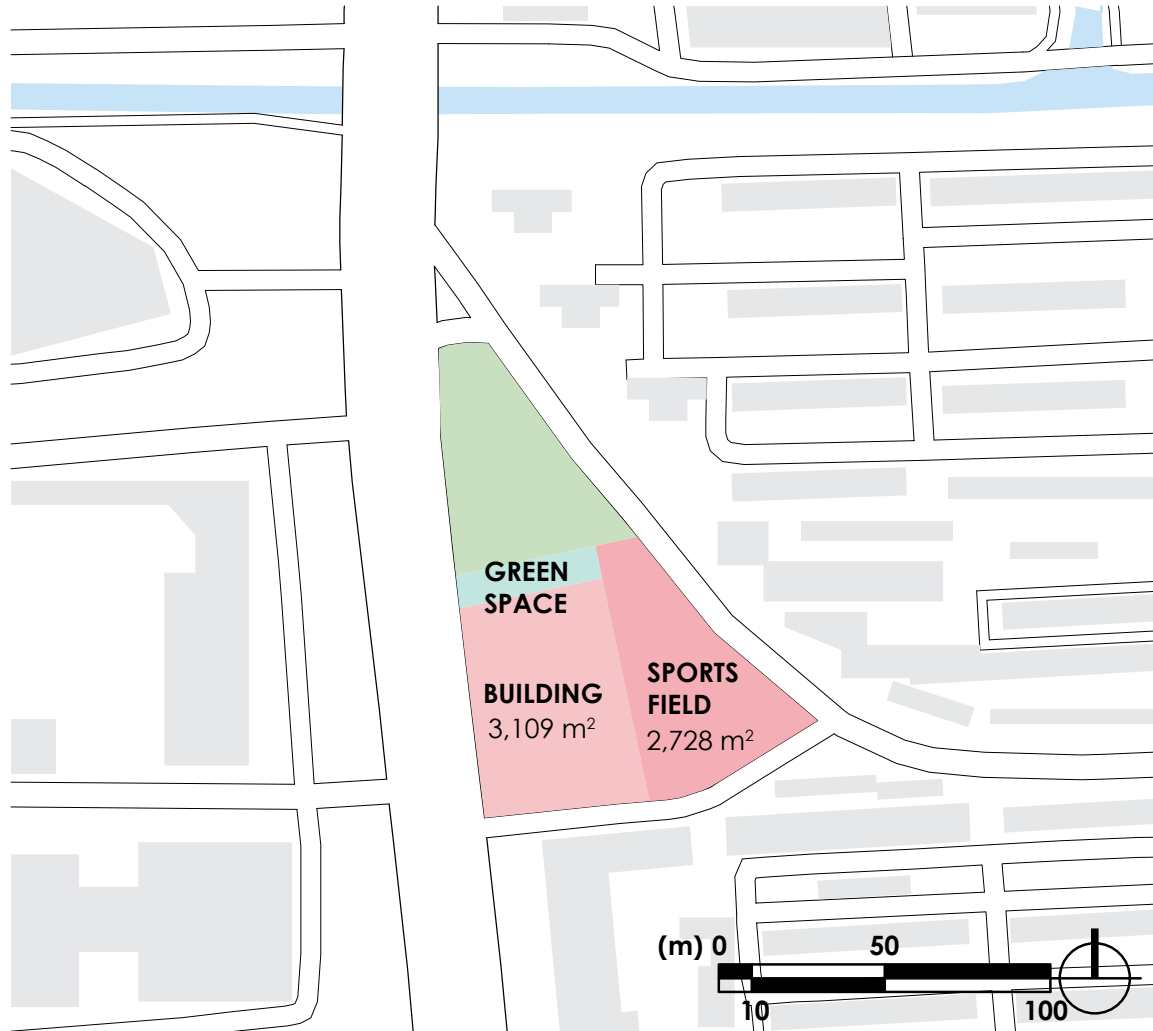 GREEN
SPACE
BUILDING
3,109 m²
SPORTS
FIELD
2,728 m²
(m) 0 50
10 100